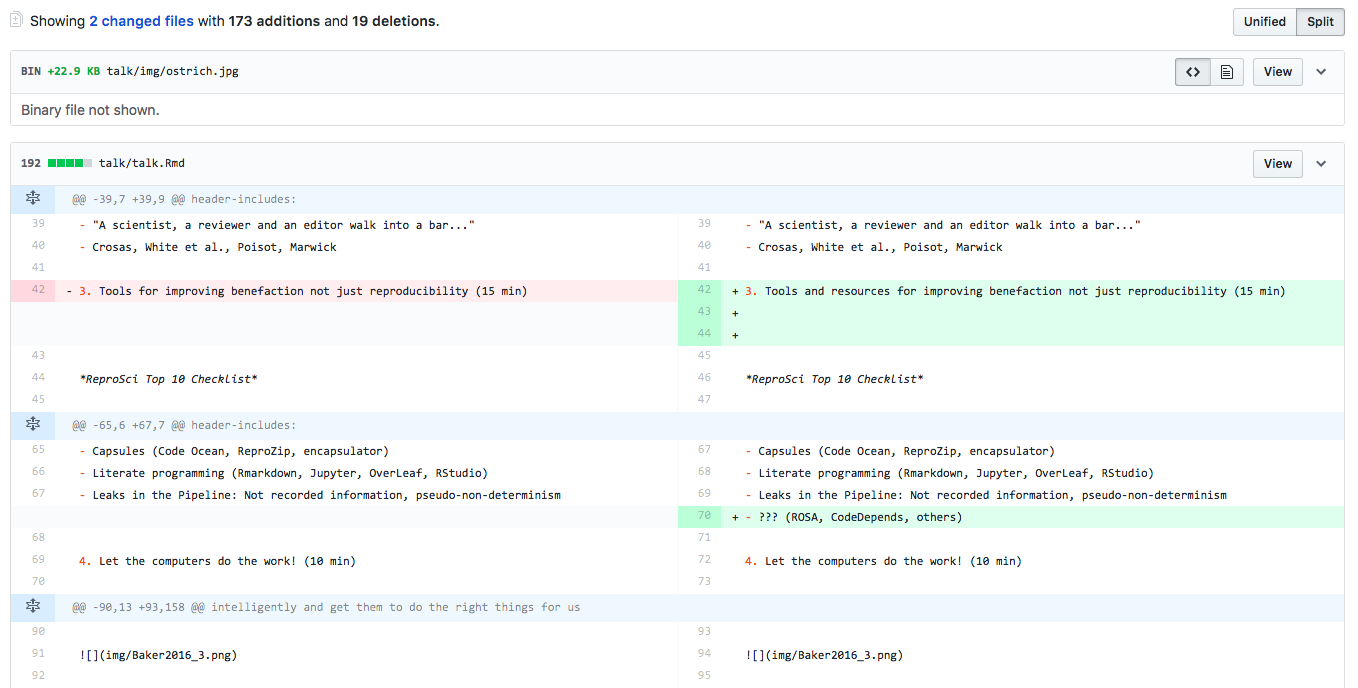 Showing 2 changed files with 173 additions and 19 deletions.
Unified Split
BIN +22.9 KB talk/img/ostrich.jpg
View
Binary file not shown.
192 talk/talk.Rmd
View
@@ -39,7 +39,9 @@ header-includes:
39 - "A scientist, a reviewer and an editor walk into a bar..." 39 - "A scientist, a reviewer and an editor walk into a bar..."
40 - Crosas, White et al., Poisot, Marwick 40 - Crosas, White et al., Poisot, Marwick
41 41
42 - 3. Tools for improving benefaction not just reproducibility (15 min) 42 + 3. Tools and resources for improving benefaction not just reproducibility (15 min)
43 +
44 +
43 45
44 *ReproSci Top 10 Checklist* 46 *ReproSci Top 10 Checklist*
45 47
@@ -65,6 +67,7 @@ header-includes:
65 - Capsules (Code Ocean, ReproZip, encapsulator) 67 - Capsules (Code Ocean, ReproZip, encapsulator)
66 - Literate programming (Rmarkdown, Jupyter, OverLeaf, RStudio) 68 - Literate programming (Rmarkdown, Jupyter, OverLeaf, RStudio)
67 - Leaks in the Pipeline: Not recorded information, pseudo-non-determinism 69 - Leaks in the Pipeline: Not recorded information, pseudo-non-determinism
70 + - ??? (ROSA, CodeDepends, others)
68 71
69 4. Let the computers do the work! (10 min) 72 4. Let the computers do the work! (10 min)
70 73
@@ -90,13 +93,158 @@ intelligently and get them to do the right things for us
90 93
91 ![](img/Baker2016_3.png) 94 ![](img/Baker2016_3.png)
92 95